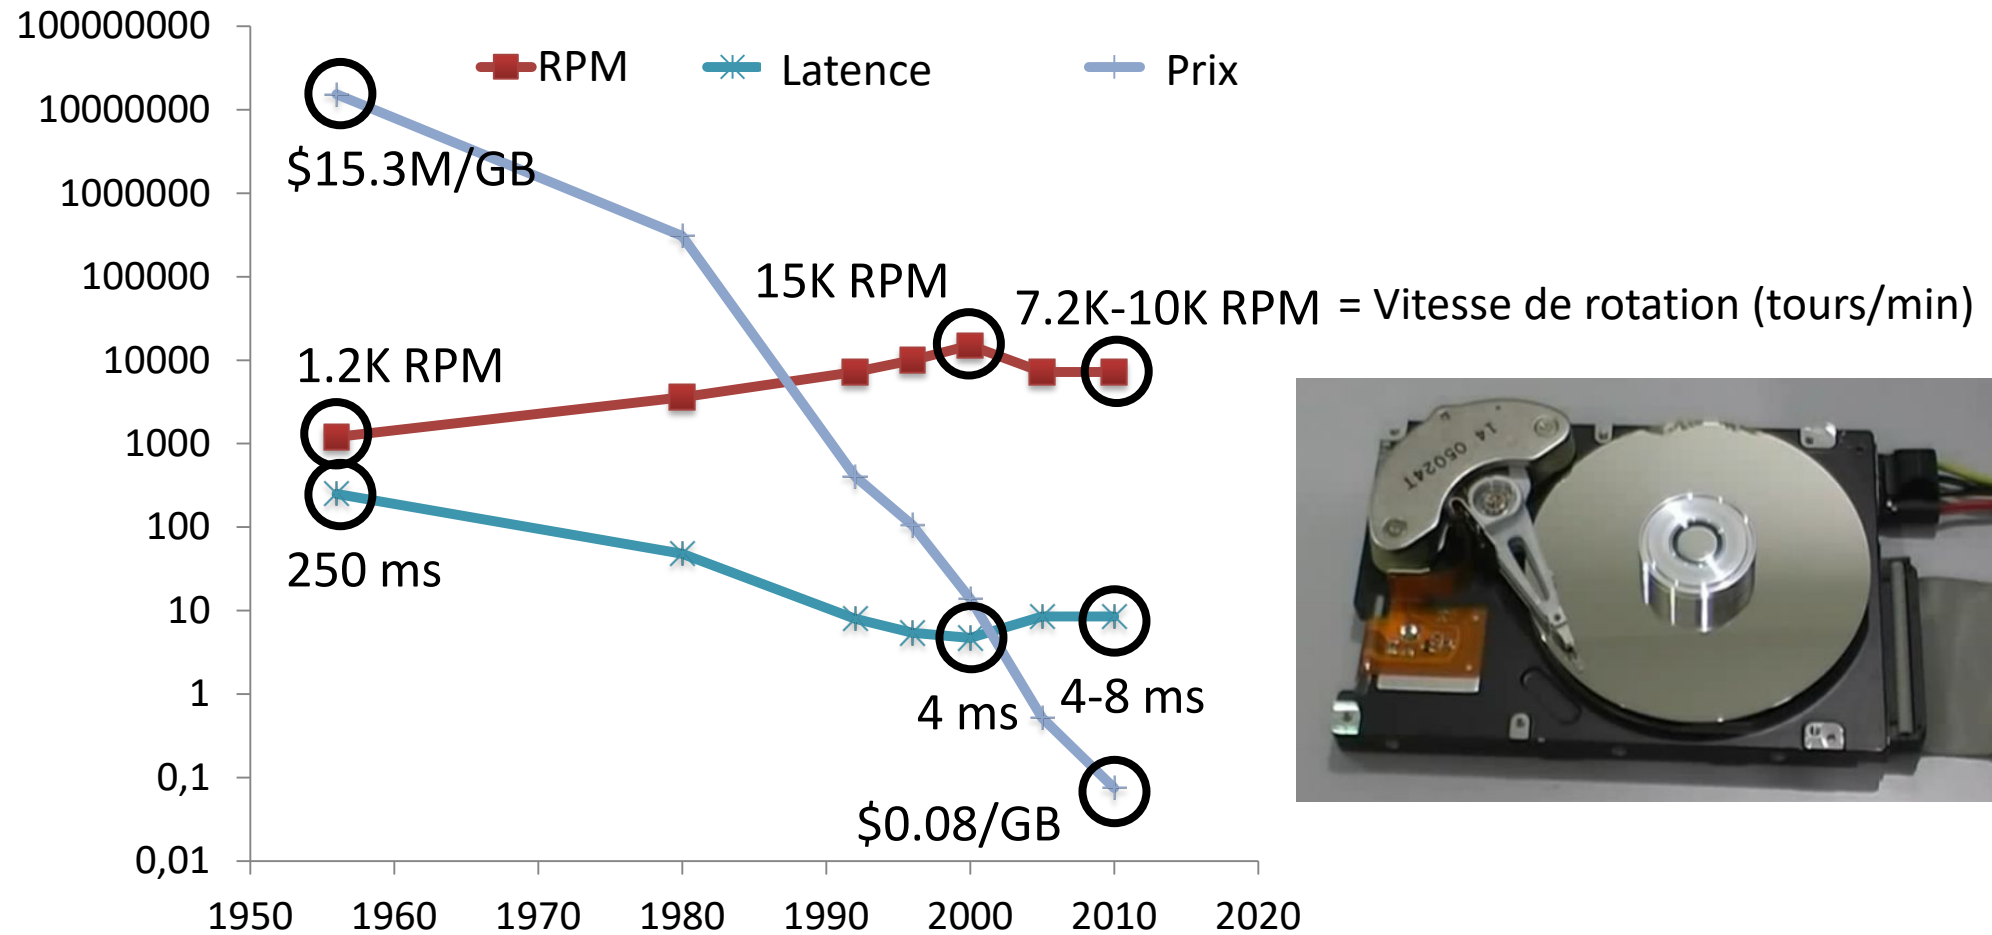 100000000
10000000
1000000
100000
10000
1000
100
10
1
0,1
0,01
1950 1960 1970 1980 1990 2000 2010 2020
RPM Latence Prix
$15.3M/GB
15K RPM
7.2K-10K RPM = Vitesse de rotation (tours/min)
1.2K RPM
250 ms
4 ms
4-8 ms
$0.08/GB
14 05024T